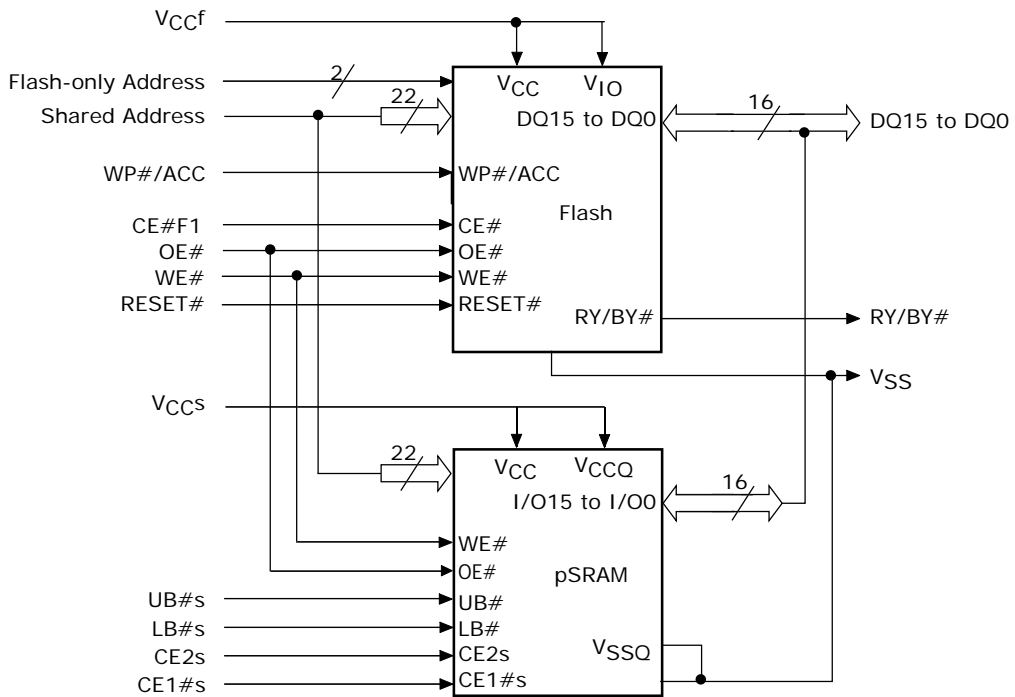 VCCf
Flash-only Address
2
Shared Address
22
WP#/ACC
CE#F1
OE#
WE#
RESET#
VCC
VIO
DQ15 to DQ0
WP#/ACC
Flash
CE#
OE#
WE#
RESET#
RY/BY#
16
DQ15 to DQ0
RY/BY#
VSS
VCCs
22
VCC
VCCQ
I/O15 to I/O0
16
WE#
OE#
pSRAM
UB#s
LB#s
CE2s
CE1#s
UB#
LB#
CE2s
CE1#s
VSSQ